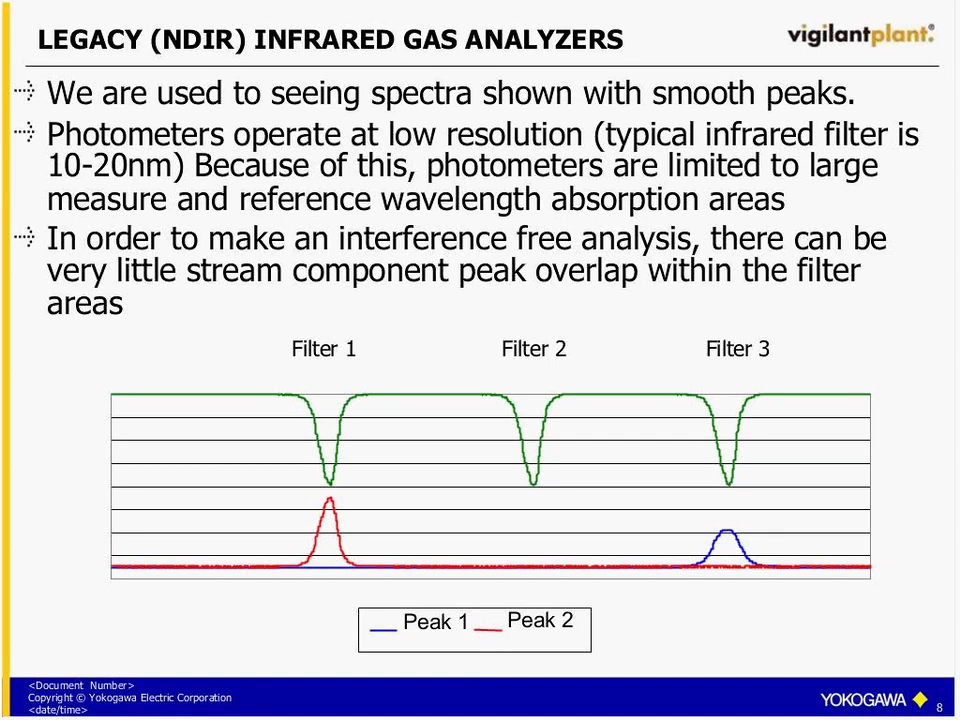 LEGACY (NDIR) INFRARED GAS ANALYZERS
vigilantplant.®
We are used to seeing spectra shown with smooth peaks.
Photometers operate at low resolution (typical infrared filter is
10-20nm) Because of this, photometers are limited to large
measure and reference wavelength absorption areas
In order to make an interference free analysis, there can be
very little stream component peak overlap within the filter
areas
Filter 1 Filter 2 Filter 3
Peak 1 Peak 2
<Document Number>
Copyright © Yokogawa Electric Corporation
<date/time>
YOKOGAWA
8